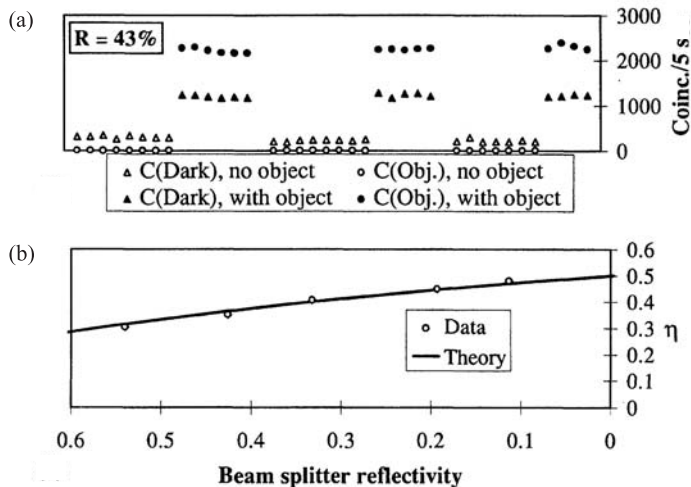 (a)
R = 43%
3000
2000
1000
0
Coinc./5 s
△ C(Dark), no object ○ C(Obj.), no object
▲ C(Dark), with object ● C(Obj.), with object
(b)
0.6
0.5
0.4
0.3
0.2
0.1
0
η
Data
Theory
0.6 0.5 0.4 0.3 0.2 0.1 0
Beam splitter reflectivity